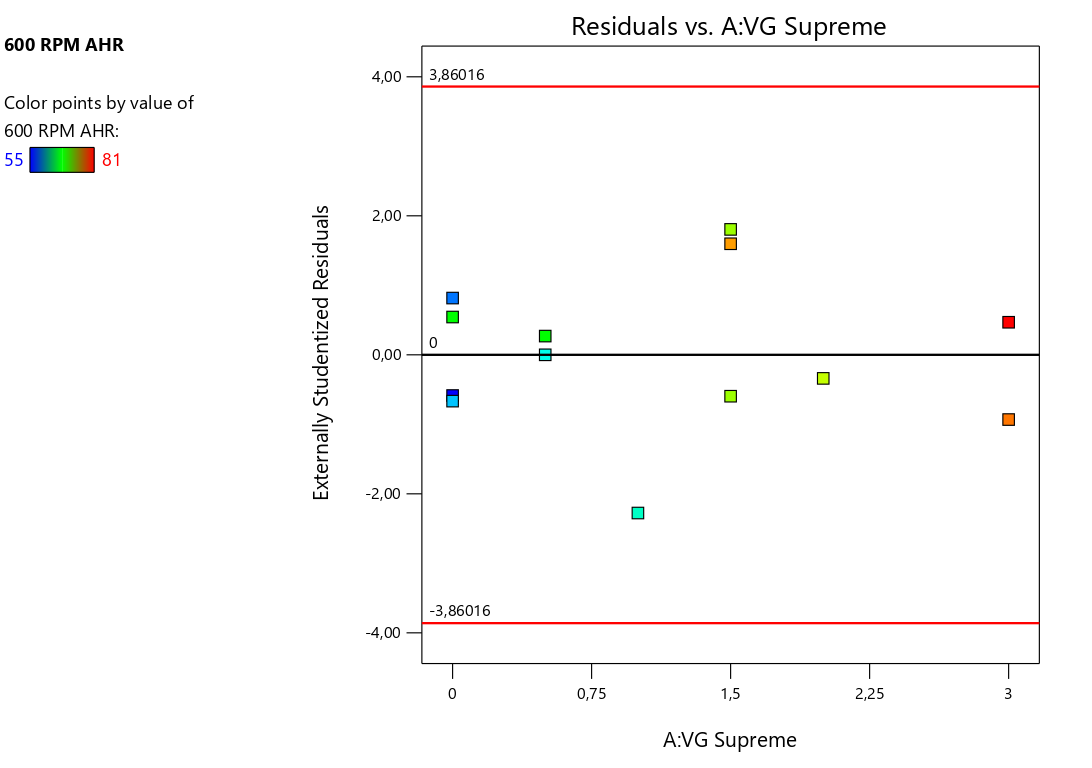 600 RPM AHR
Color points by value of
600 RPM AHR:
55 81
Residuals vs. A:VG Supreme
Externally Studentized Residuals
4,00
2,00
0,00
-2,00
-4,00
3,86016
0
-3,86016
0 0,75 1,5 2,25 3
A:VG Supreme